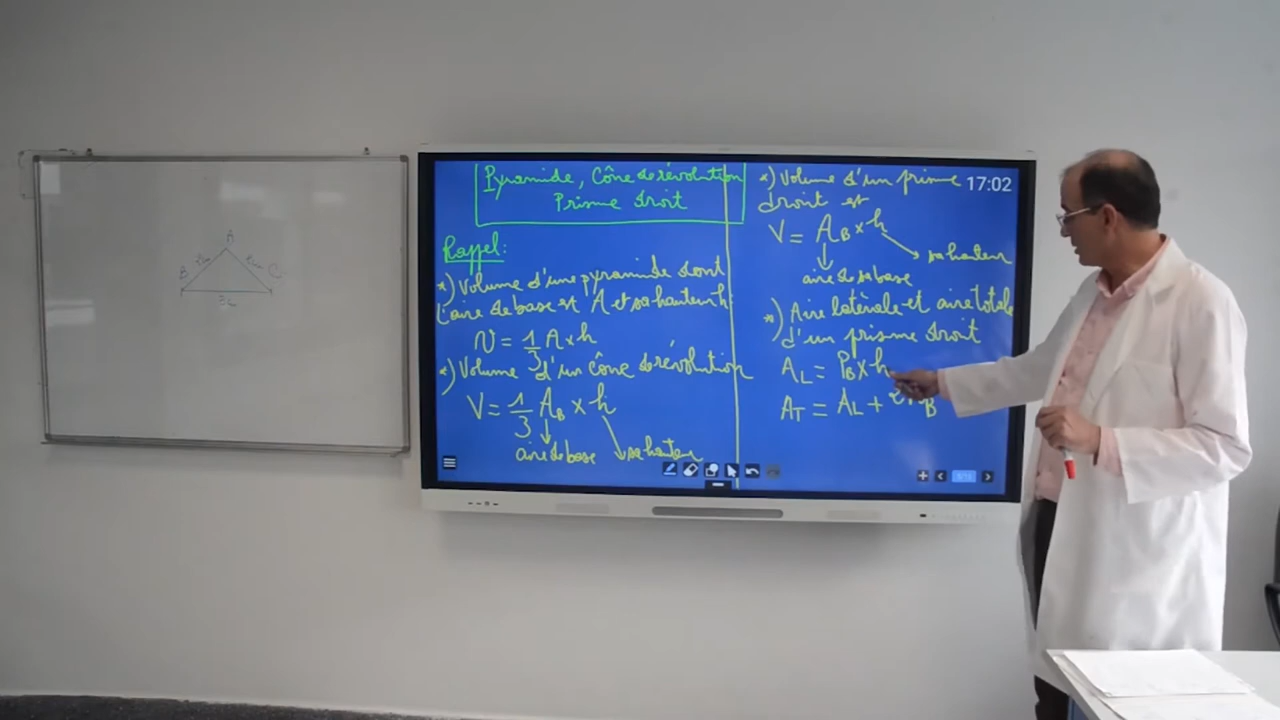 A
B
C
3cm
Pyramide, Cône de révolution
Prisme droit
Rappel:
*) Volume d'une pyramide dont
l'aire de base est A et sa hauteur h
V = 1/3 A × h
*) Volume d'un cône de révolution
V = 1/3 A_B × h
aire de base
sa hauteur
*) Volume d'un prisme
droit est
17:02
V = A_B × h
sa hauteur
aire de sa base
*) Aire latérale et aire totale
d'un prisme droit
A_L = P_B × h
A_T = A_L +